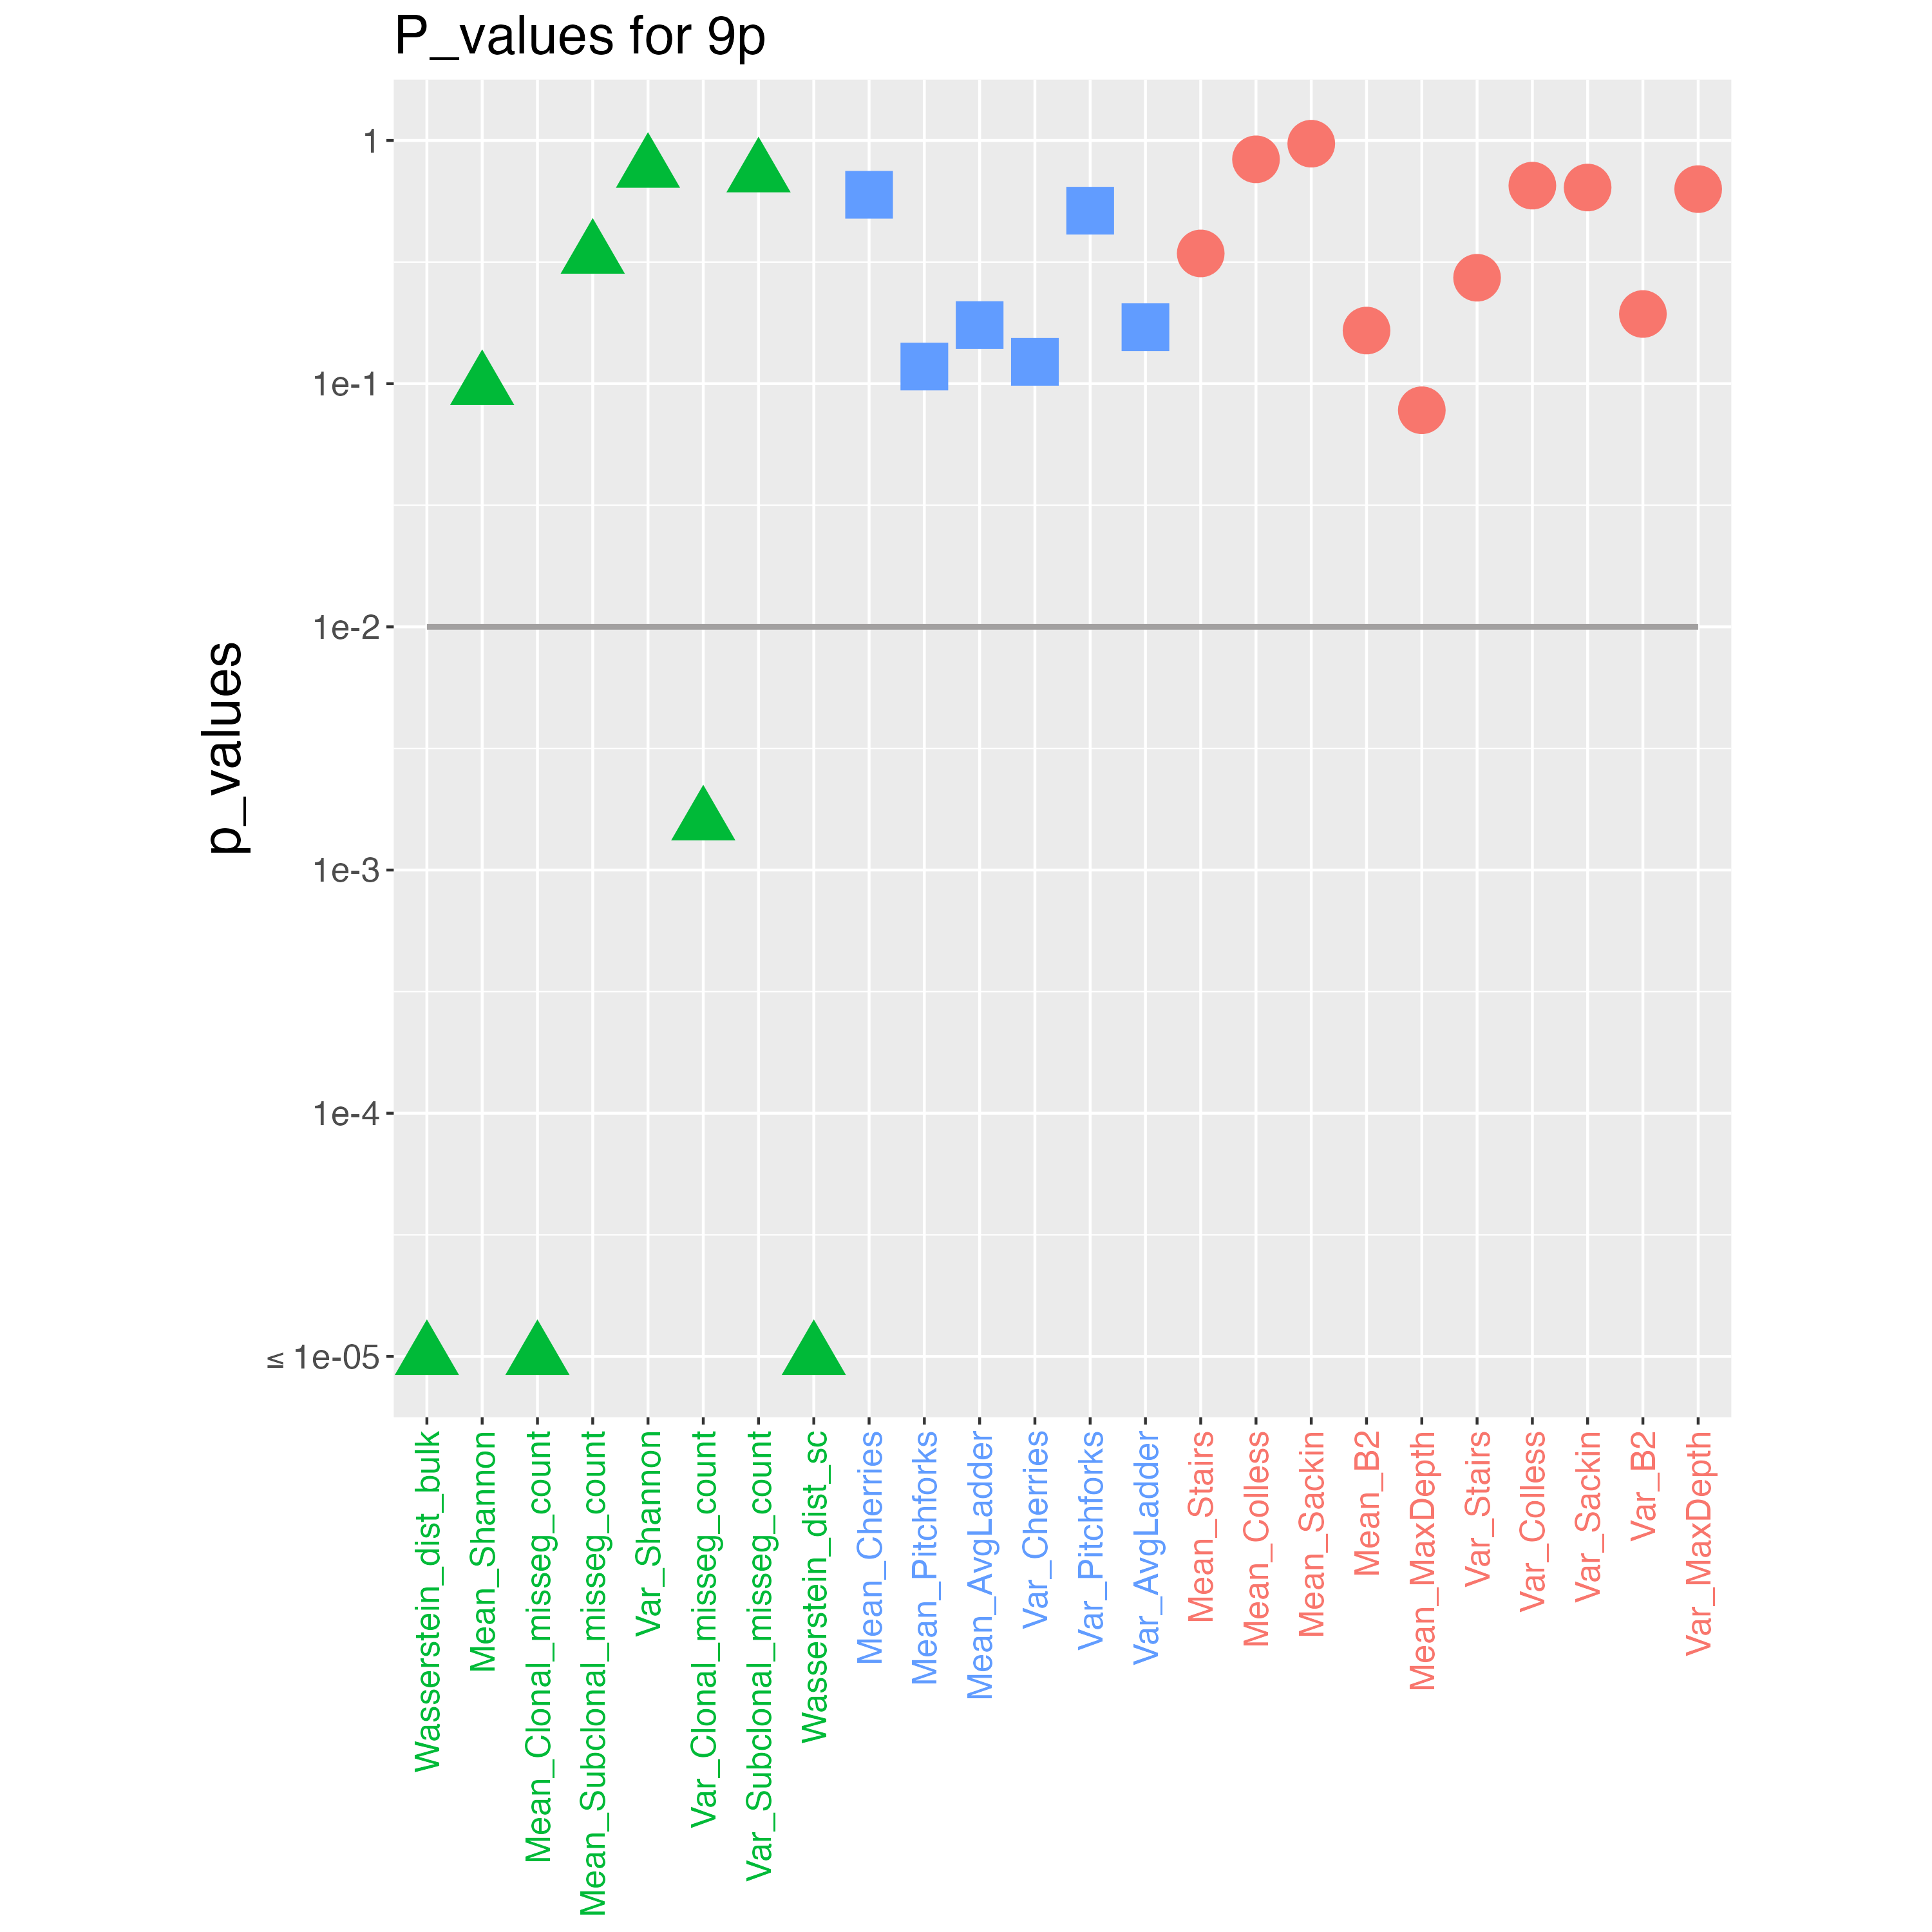 P_values for 9p
p_values
1
1e-1
1e-2
1e-3
1e-4
≤ 1e-05
Wasserstein_dist_bulk
Mean_Shannon
Mean_Clonal_misseg_count
Mean_Subclonal_misseg_count
Var_Shannon
Var_Clonal_misseg_count
Var_Subclonal_misseg_count
Wasserstein_dist_sc
Mean_Cherries
Mean_Pitchforks
Mean_AvgLadder
Var_Cherries
Var_Pitchforks
Var_AvgLadder
Mean_Stairs
Mean_Colless
Mean_Sackin
Mean_B2
Mean_MaxDepth
Var_Stairs
Var_Colless
Var_Sackin
Var_B2
Var_MaxDepth